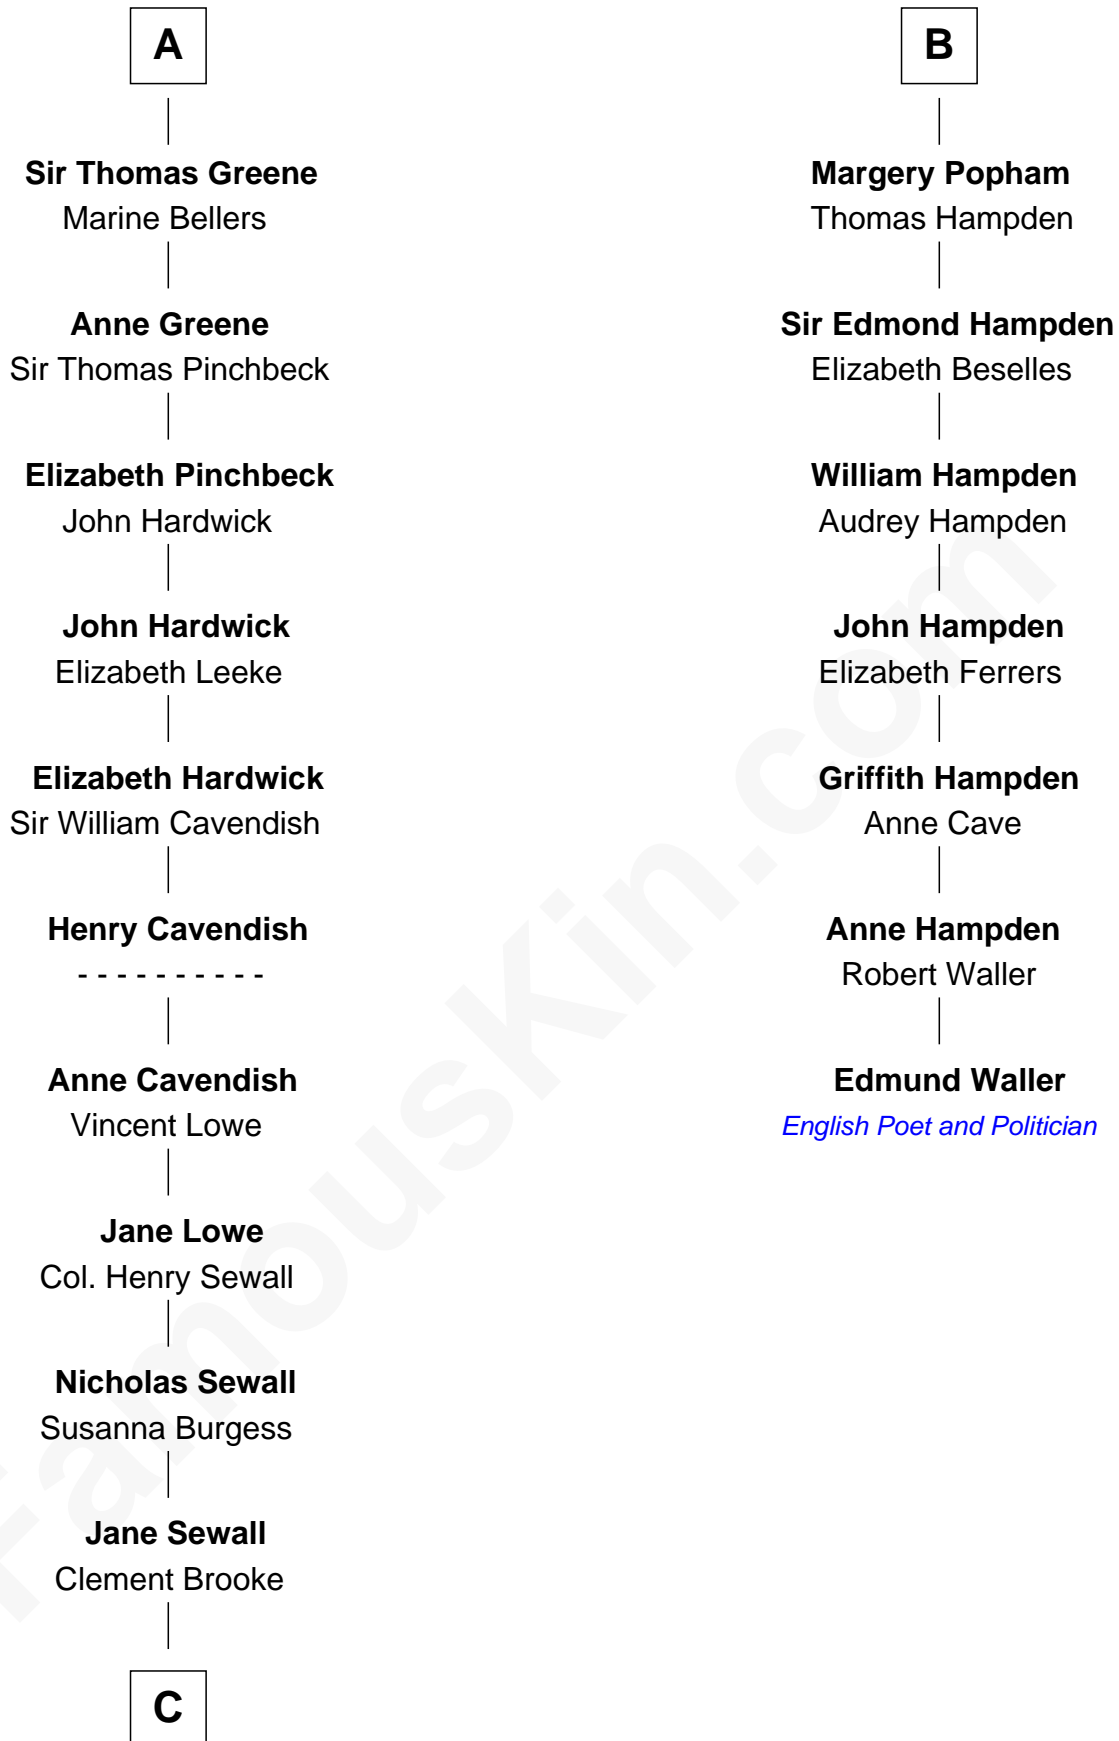 A
Sir Thomas Greene
Marine Bellers
Anne Greene
Sir Thomas Pinchbeck
Elizabeth Pinchbeck
John Hardwick
John Hardwick
Elizabeth Leeke
Elizabeth Hardwick
Sir William Cavendish
Henry Cavendish
- - - - - - - - - -
Anne Cavendish
Vincent Lowe
Jane Lowe
Col. Henry Sewall
Nicholas Sewall
Susanna Burgess
Jane Sewall
Clement Brooke
C
B
Margery Popham
Thomas Hampden
Sir Edmond Hampden
Elizabeth Beselles
William Hampden
Audrey Hampden
John Hampden
Elizabeth Ferrers
Griffith Hampden
Anne Cave
Anne Hampden
Robert Waller
Edmund Waller
English Poet and Politician
FamousKin.com